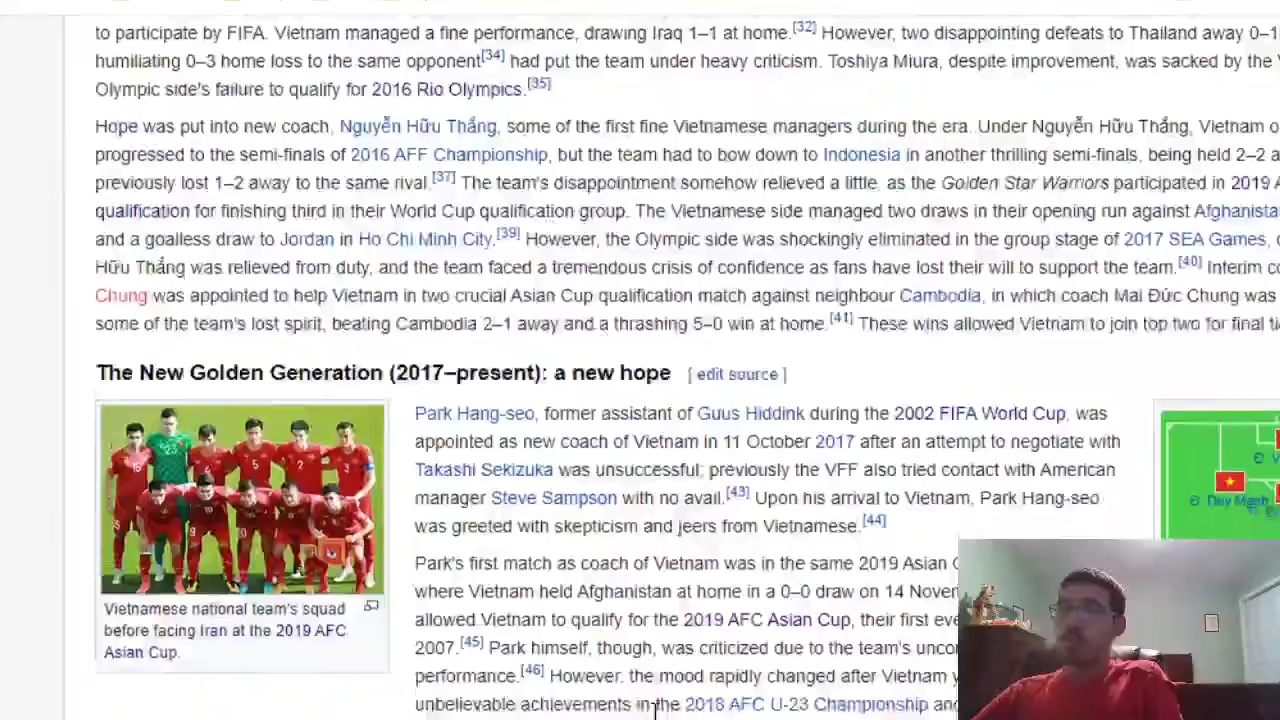 to participate by FIFA. Vietnam managed a fine performance, drawing Iraq 1–1 at home.[32] However, two disappointing defeats to Thailand away 0–1
humiliating 0–3 home loss to the same opponent[34] had put the team under heavy criticism. Toshiya Miura, despite improvement, was sacked by the
Olympic side's failure to qualify for 2016 Rio Olympics.[35]
Hope was put into new coach, Nguyễn Hữu Thắng, some of the first fine Vietnamese managers during the era. Under Nguyễn Hữu Thắng, Vietnam
progressed to the semi-finals of 2016 AFF Championship, but the team had to bow down to Indonesia in another thrilling semi-finals, being held 2–2
previously lost 1–2 away to the same rival.[37] The team's disappointment somehow relieved a little, as the Golden Star Warriors participated in 2019
qualification for finishing third in their World Cup qualification group. The Vietnamese side managed two draws in their opening run against Afghanista
and a goalless draw to Jordan in Ho Chi Minh City.[39] However, the Olympic side was shockingly eliminated in the group stage of 2017 SEA Games,
Hữu Thắng was relieved from duty, and the team faced a tremendous crisis of confidence as fans have lost their will to support the team.[40] Interim
Chung was appointed to help Vietnam in two crucial Asian Cup qualification match against neighbour Cambodia, in which coach Mai Đức Chung was
some of the team's lost spirit, beating Cambodia 2–1 away and a thrashing 5–0 win at home.[41] These wins allowed Vietnam to join top two for final
The New Golden Generation (2017–present): a new hope [ edit source ]
Park Hang-seo, former assistant of Guus Hiddink during the 2002 FIFA World Cup, was
appointed as new coach of Vietnam in 11 October 2017 after an attempt to negotiate with
Takashi Sekizuka was unsuccessful; previously the VFF also tried contact with American
manager Steve Sampson with no avail.[43] Upon his arrival to Vietnam, Park Hang-seo
was greeted with skepticism and jeers from Vietnamese.[44]
Park's first match as coach of Vietnam was in the same 2019 Asian
where Vietnam held Afghanistan at home in a 0–0 draw on 14 Novem
allowed Vietnam to qualify for the 2019 AFC Asian Cup, their first eve
2007.[45] Park himself, though, was criticized due to the team's uncon
performance.[46] However, the mood rapidly changed after Vietnam
unbelievable achievements in the 2018 AFC U-23 Championship and
Vietnamese national team's squad
before facing Iran at the 2019 AFC
Asian Cup.
Duy Mạnh